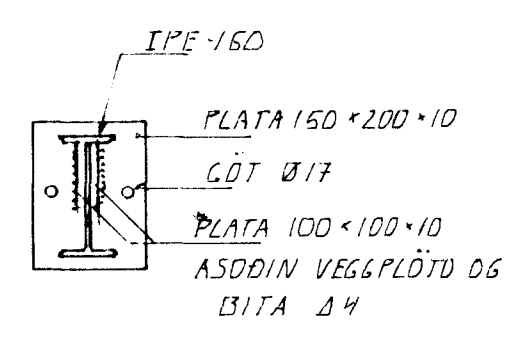 IPE-160
PLATA 150×200×10
GÖT Ø17
PLATA 100×100×10
ASOÐIN VEGGPLÖTU OG
BITA Δ4